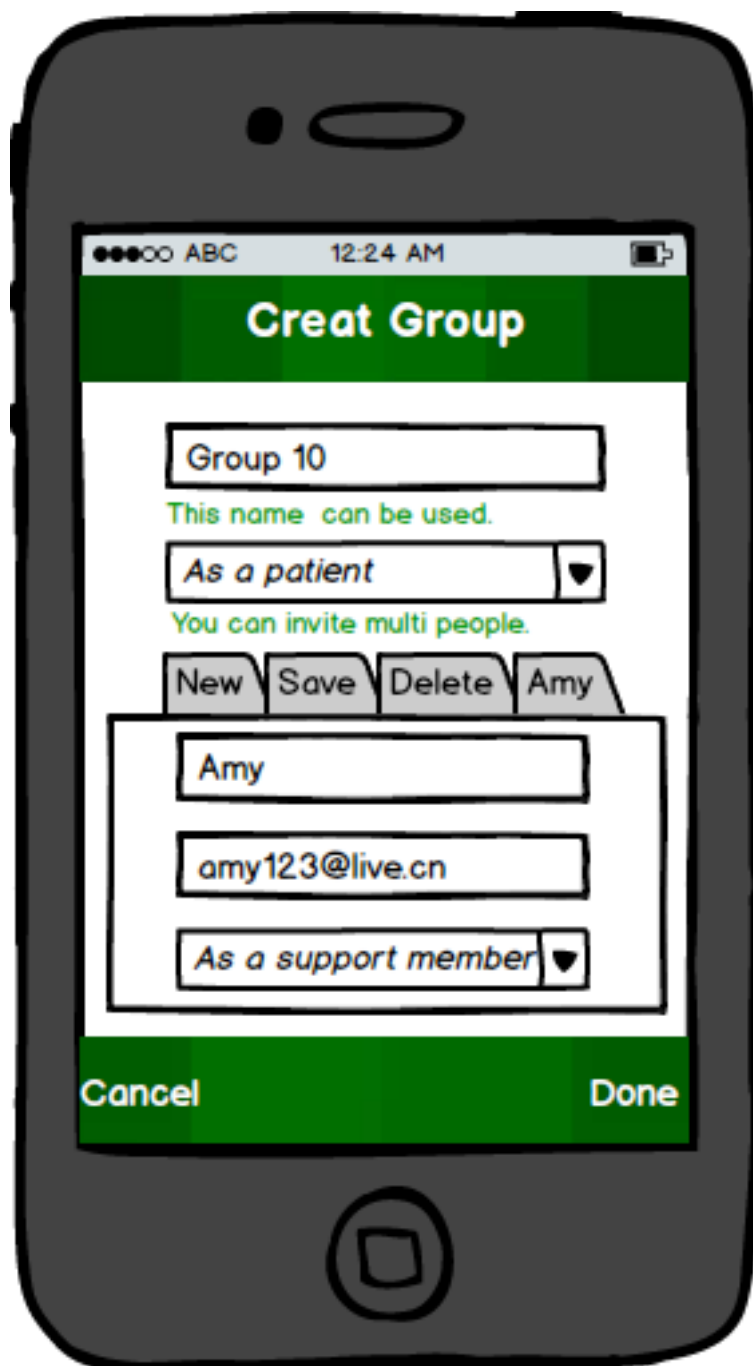 ABC 12:24 AM
Creat Group
Group 10
This name can be used.
As a patient
You can invite multi people.
New Save Delete Amy
Amy
amy123@live.cn
As a support member
Cancel Done